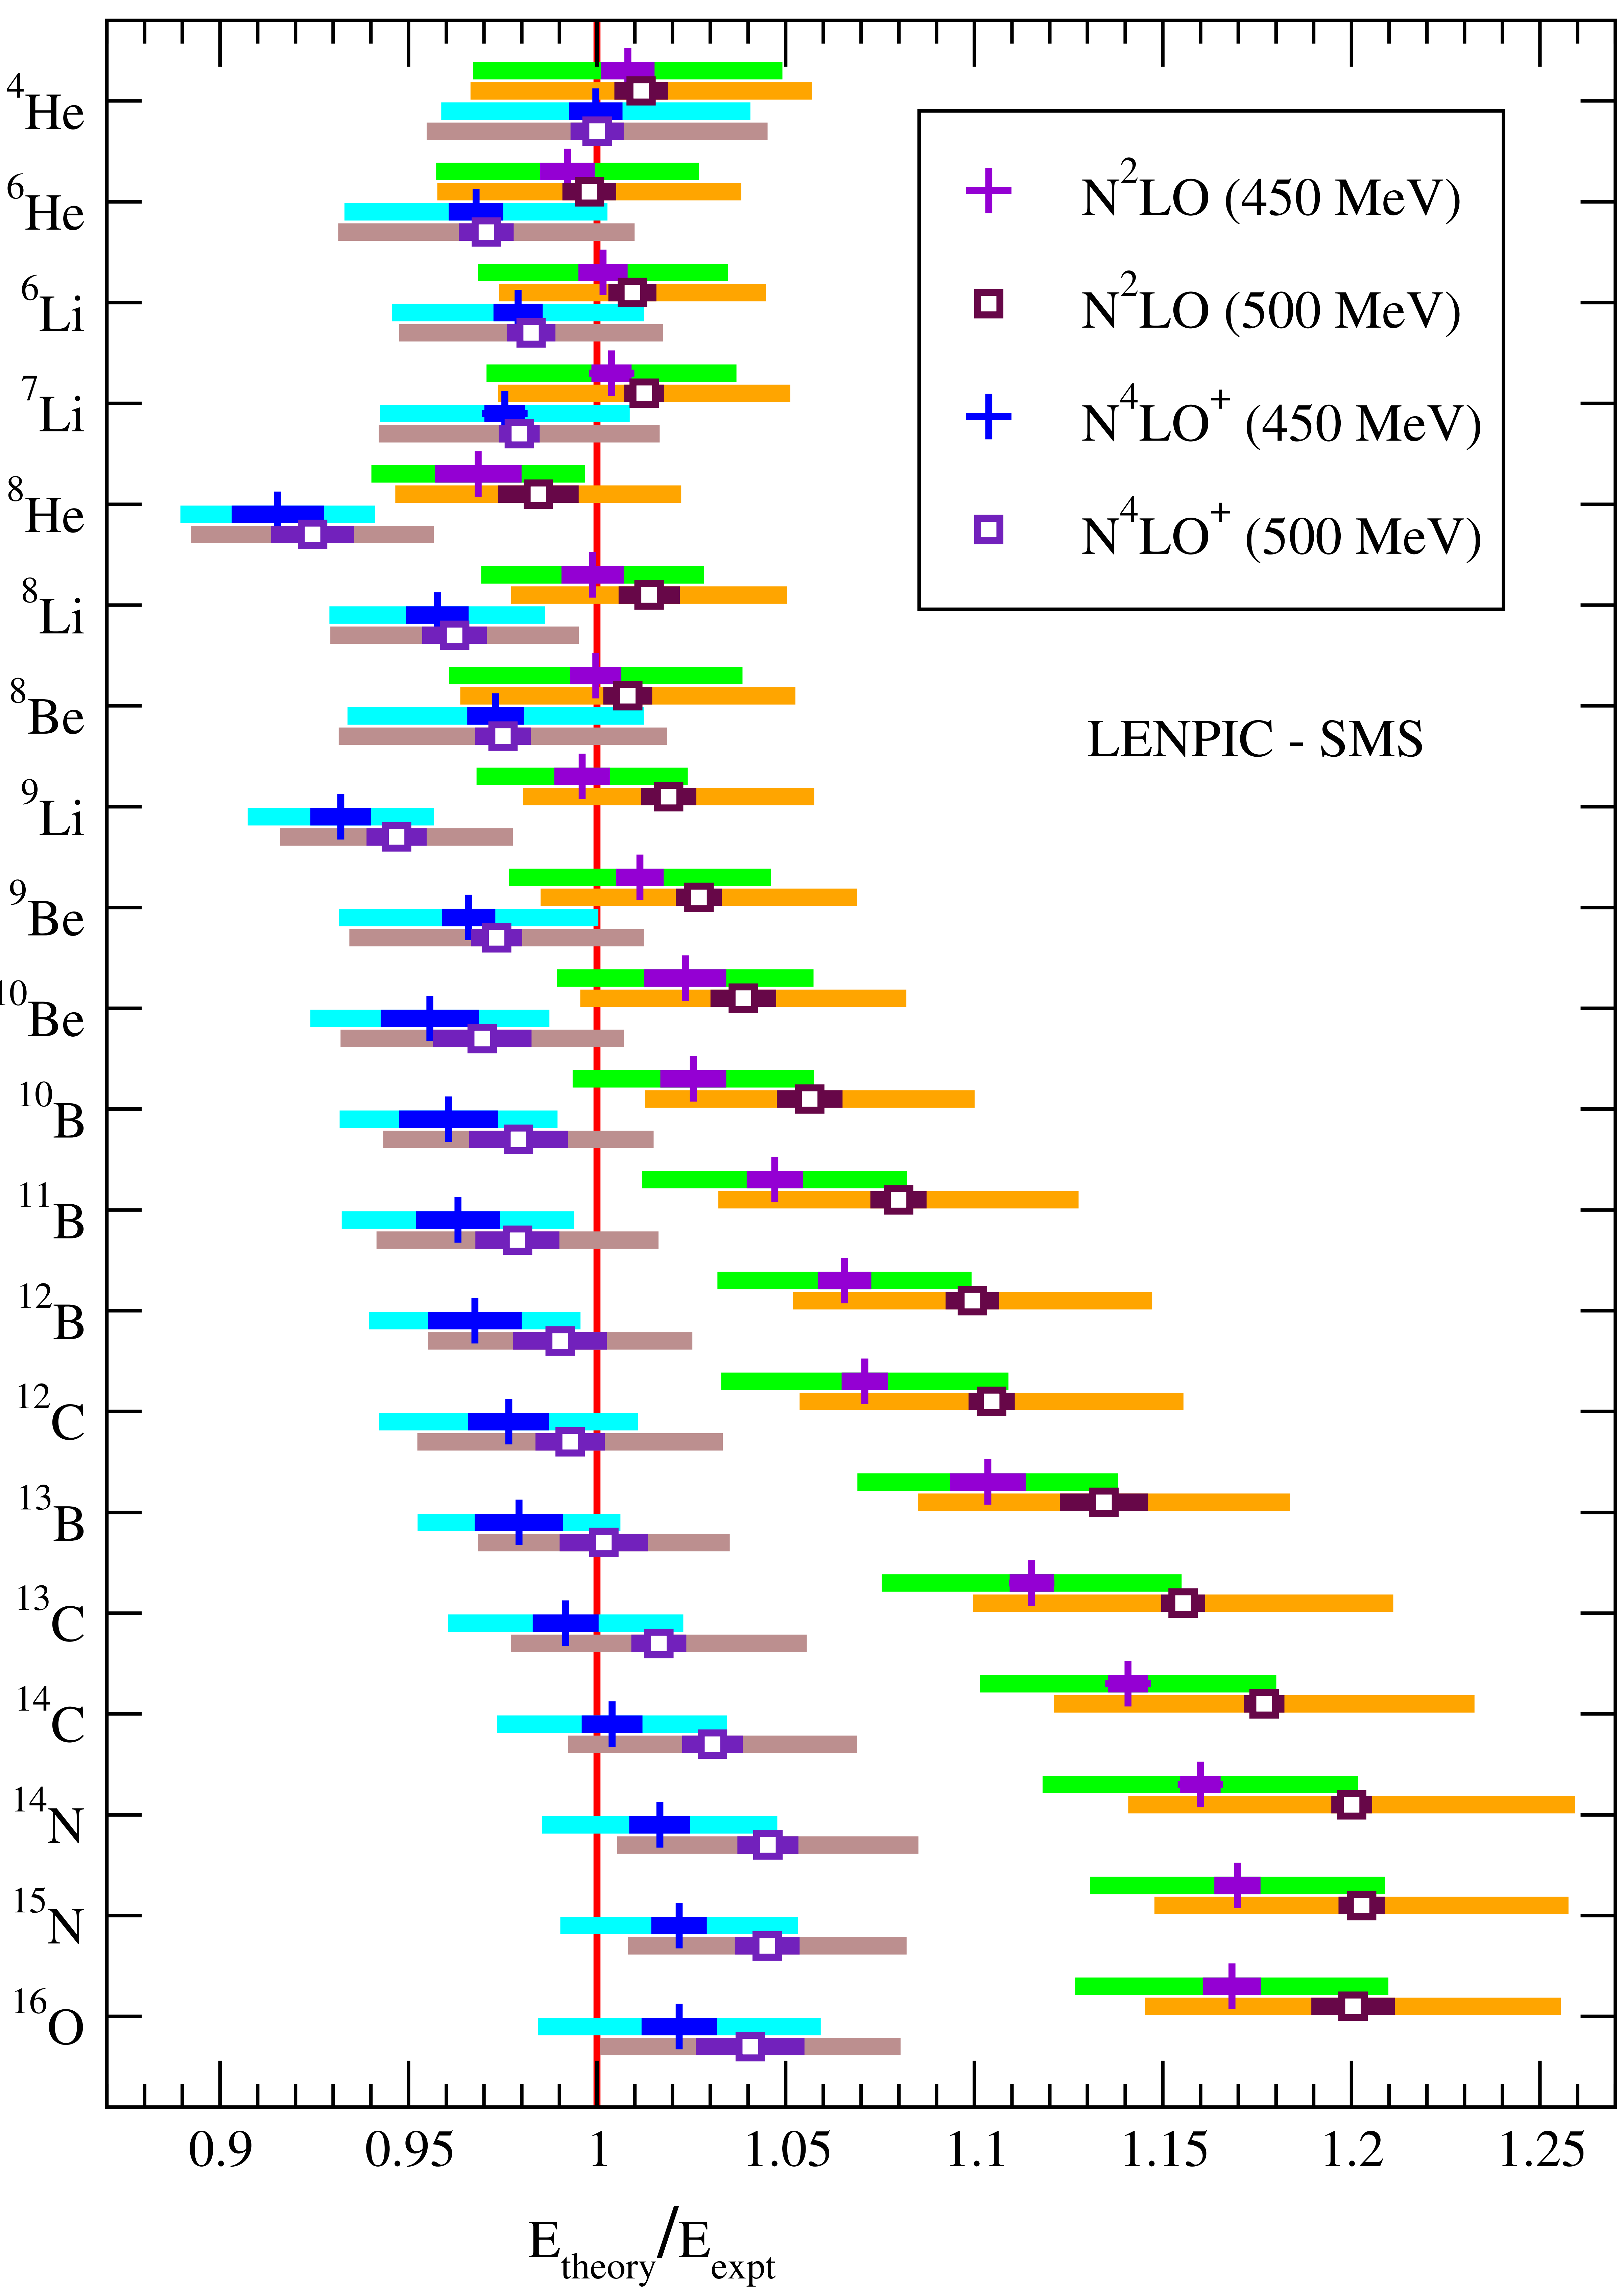 ⁴He
⁶He
⁶Li
⁷Li
⁸He
⁸Li
⁸Be
⁹Li
⁹Be
¹⁰Be
¹⁰B
¹¹B
¹²B
¹²C
¹³B
¹³C
¹⁴C
¹⁴N
¹⁵N
¹⁶O
N²LO (450 MeV)
N²LO (500 MeV)
N⁴LO⁺ (450 MeV)
N⁴LO⁺ (500 MeV)
LENPIC - SMS
0.9 0.95 1 1.05 1.1 1.15 1.2 1.25
E_theory/E_expt